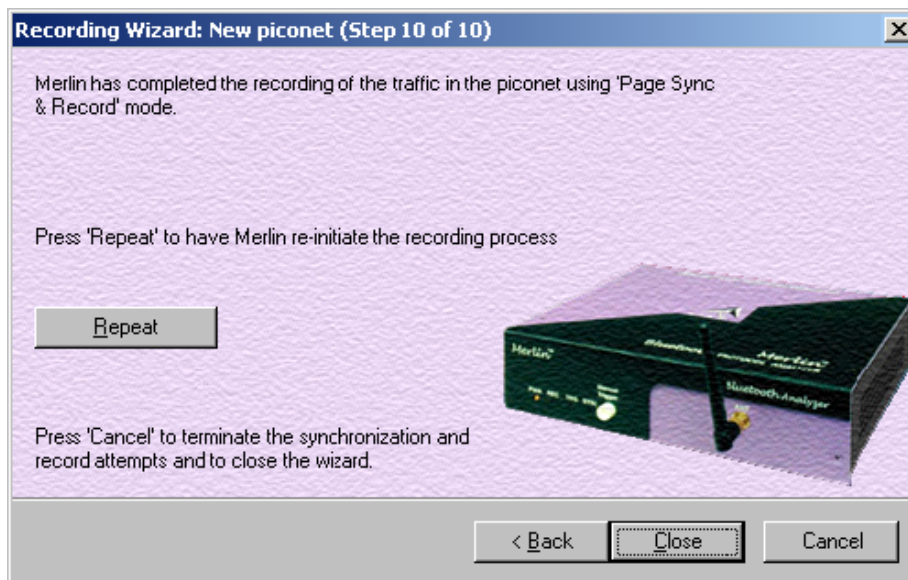 Recording Wizard: New piconet (Step 10 of 10)
Merlin has completed the recording of the traffic in the piconet using 'Page Sync
& Record' mode.
Press 'Repeat' to have Merlin re-initiate the recording process
Repeat
Merlin™
Merlin
Bluetooth Analyzer
Press 'Cancel' to terminate the synchronization and
record attempts and to close the wizard.
< Back
Close
Cancel